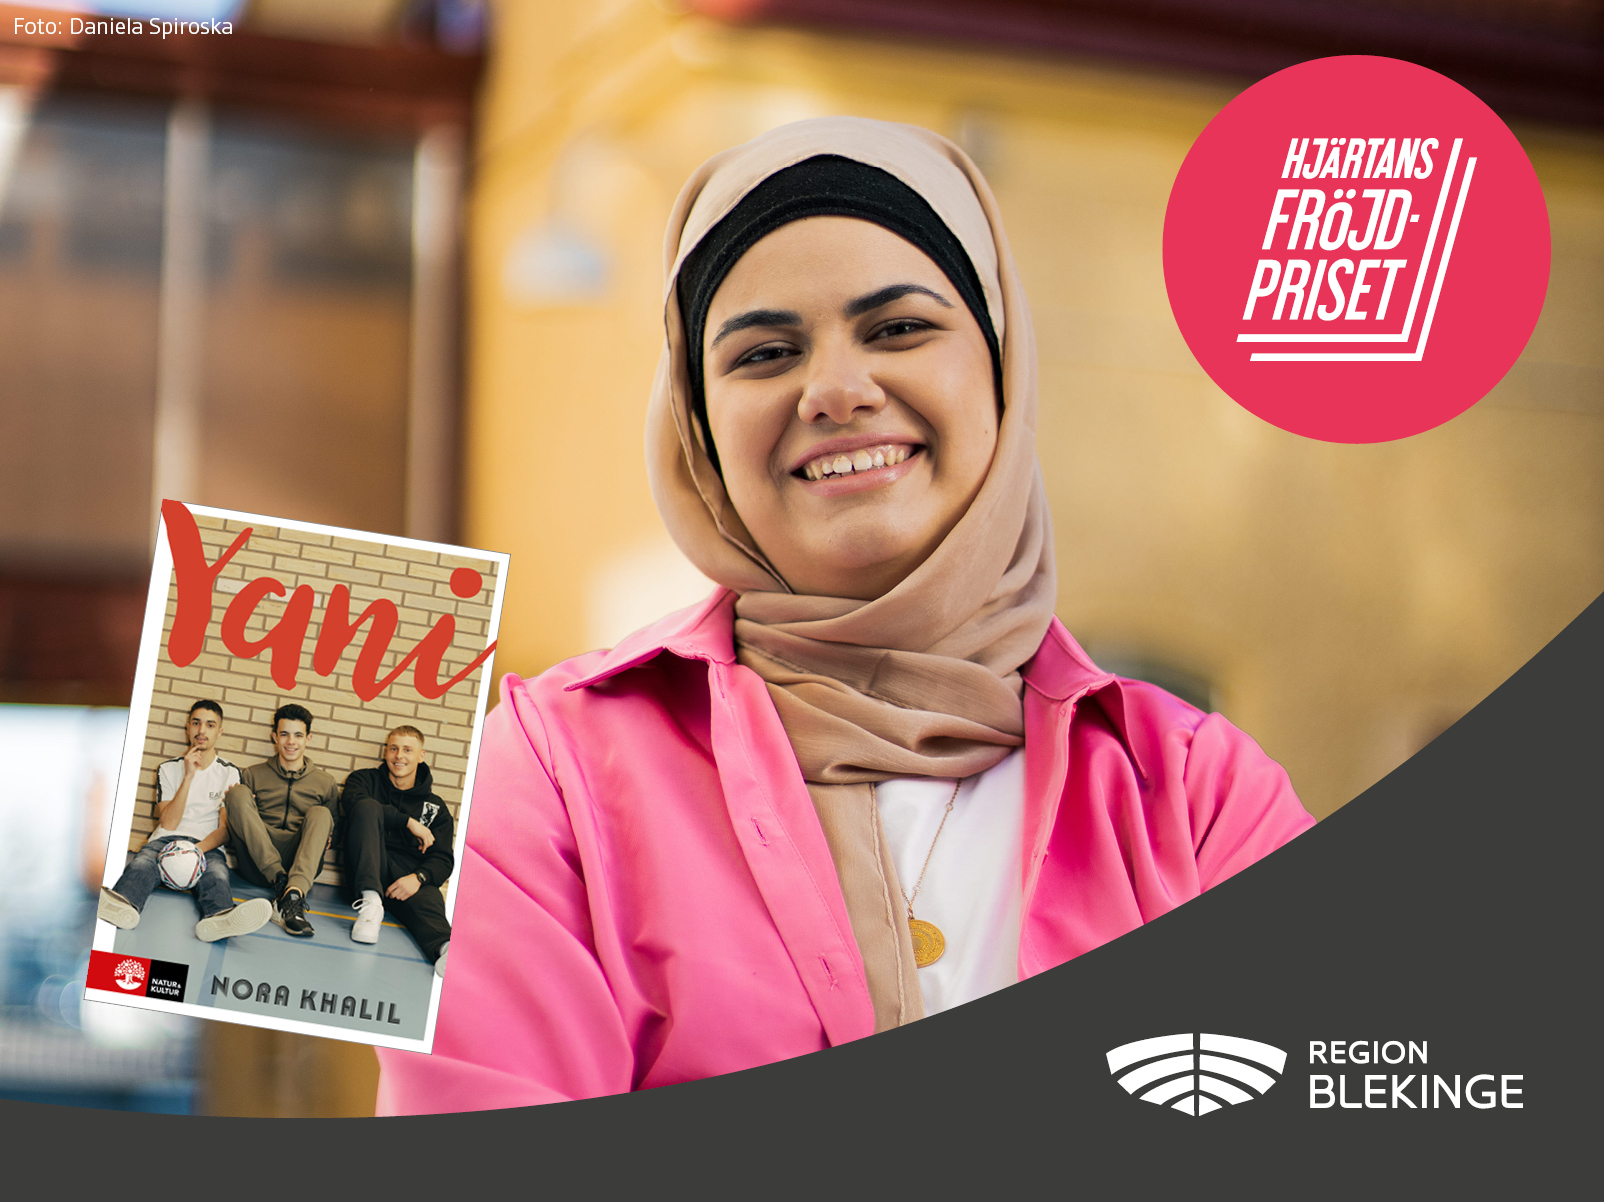 Foto: Daniela Spiroska
HJÄRTANS
FRÖJD-
PRISET
Yani
NATUR &
KULTUR
NORA KHALIL
REGION
BLEKINGE